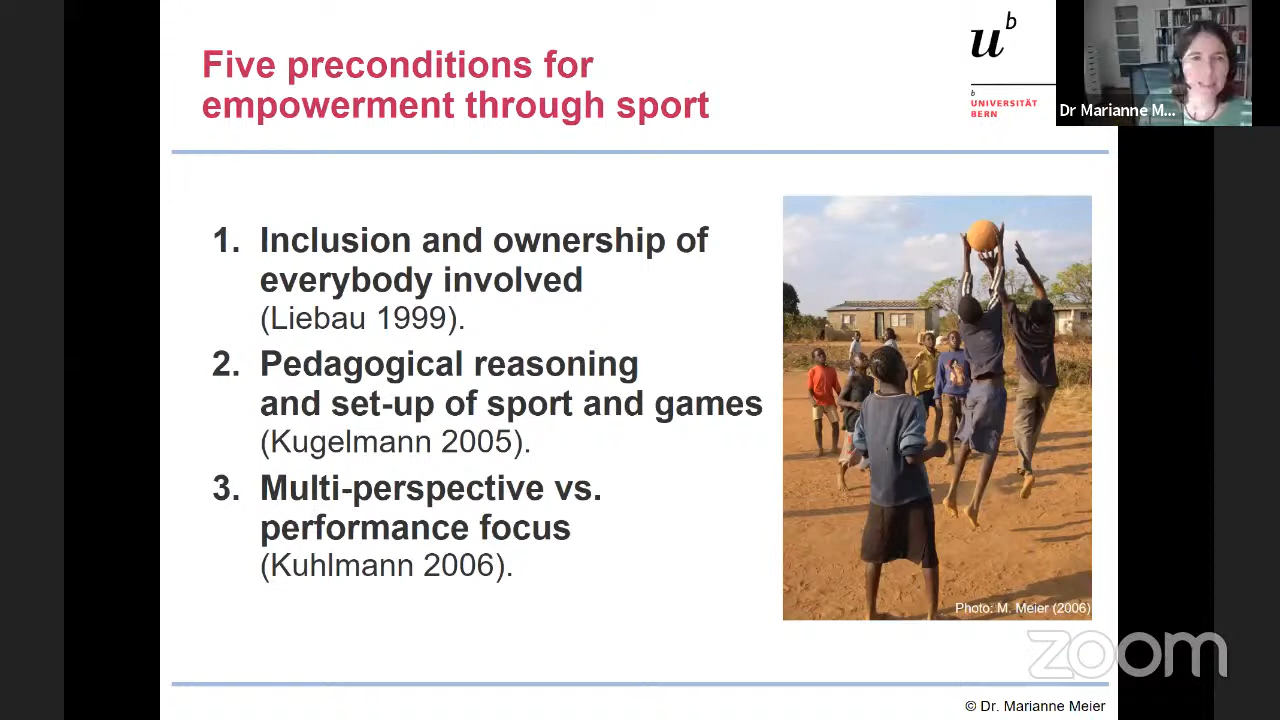 Five preconditions for
empowerment through sport
u b
b
UNIVERSITÄT
BERN
Dr Marianne M...
1. Inclusion and ownership of
everybody involved
(Liebau 1999).
2. Pedagogical reasoning
and set-up of sport and games
(Kugelmann 2005).
3. Multi-perspective vs.
performance focus
(Kuhlmann 2006).
Photo: M. Meier (2006)
zoom
© Dr. Marianne Meier